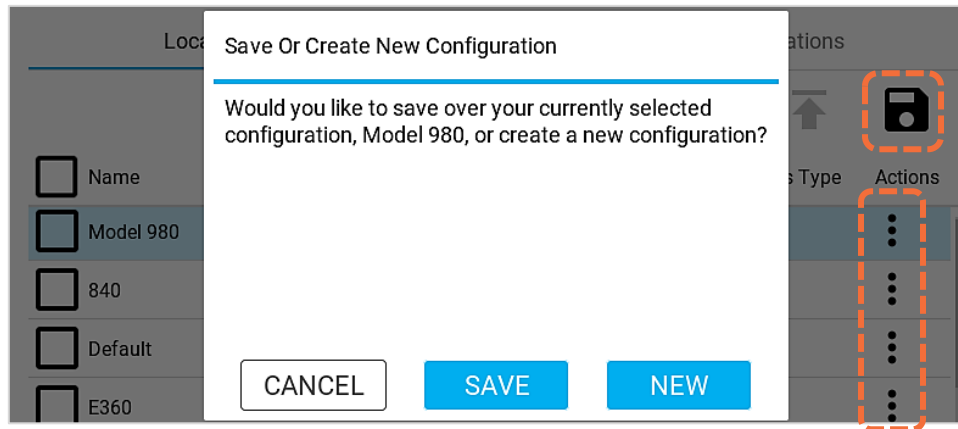 Save Or Create New Configuration
Would you like to save over your currently selected
configuration, Model 980, or create a new configuration?
Name
Type
Actions
Model 980
840
Default
E360
CANCEL
SAVE
NEW